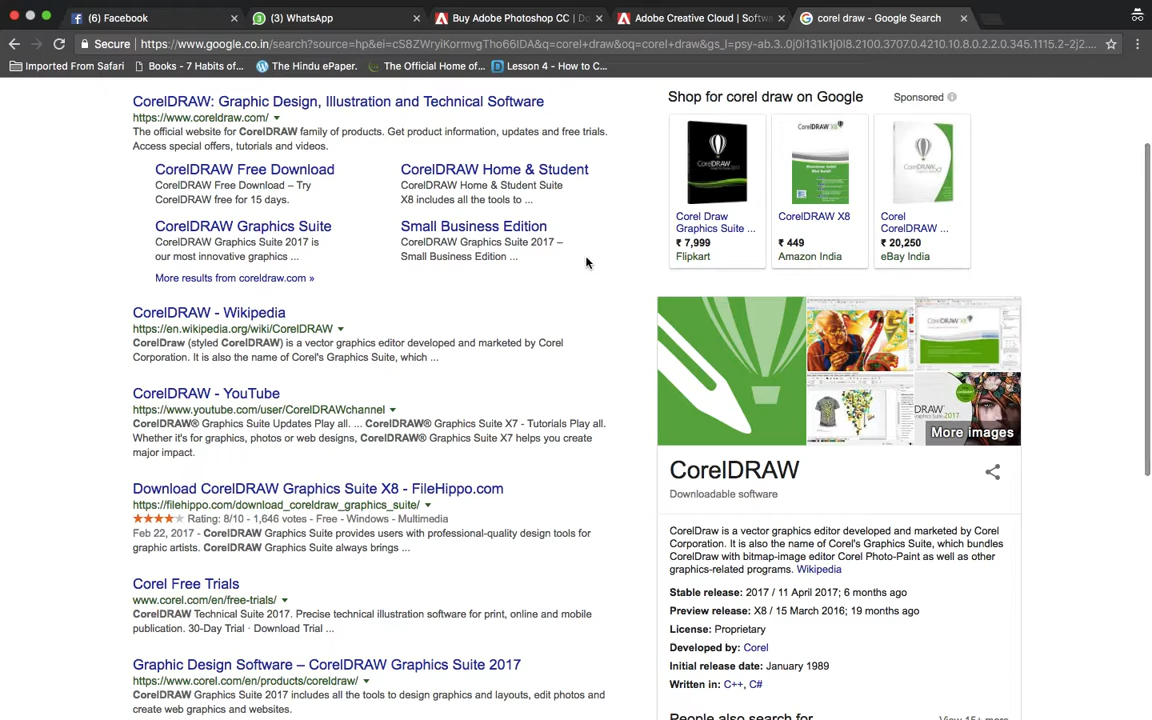 (6) Facebook
(3) WhatsApp
Buy Adobe Photoshop CC | Do
Adobe Creative Cloud | Softwa
corel draw - Google Search
Secure
https://www.google.co.in/search?source=hp&ei=cS8ZWryiKormvgTho66IDA&q=corel+draw&oq=corel+draw&gs_l=psy-ab.3..0j0i131k1j0l8.2100.3707.0.4210.10.8.0.2.2.0.345.1115.2-2j2....
Imported From Safari
Books - 7 Habits of...
The Hindu ePaper.
The Official Home of...
Lesson 4 - How to C...
CorelDRAW: Graphic Design, Illustration and Technical Software
https://www.coreldraw.com/
The official website for CorelDRAW family of products. Get product information, updates and free trials.
Access special offers, tutorials and videos.
CorelDRAW Free Download
CorelDRAW Free Download – Try
CorelDRAW free for 15 days.
CorelDRAW Home & Student
CorelDRAW Home & Student Suite
X8 includes all the tools to ...
CorelDRAW Graphics Suite
CorelDRAW Graphics Suite 2017 is
our most innovative graphics ...
Small Business Edition
CorelDRAW Graphics Suite 2017 –
Small Business Edition ...
More results from coreldraw.com »
CorelDRAW - Wikipedia
https://en.wikipedia.org/wiki/CorelDRAW
CorelDraw (styled CorelDRAW) is a vector graphics editor developed and marketed by Corel
Corporation. It is also the name of Corel's Graphics Suite, which ...
CorelDRAW - YouTube
https://www.youtube.com/user/CorelDRAWchannel
CorelDRAW® Graphics Suite Updates Play all. ... CorelDRAW® Graphics Suite X7 - Tutorials Play all.
Whether it's for graphics, photos or web designs, CorelDRAW® Graphics Suite X7 helps you create
major impact.
Download CorelDRAW Graphics Suite X8 - FileHippo.com
https://filehippo.com/download_coreldraw_graphics_suite/
Rating: 8/10 - 1,646 votes - Free - Windows - Multimedia
Feb 22, 2017 - CorelDRAW Graphics Suite provides users with professional-quality design tools for
graphic artists. CorelDRAW Graphics Suite always brings ...
Corel Free Trials
www.corel.com/en/free-trials/
CorelDRAW Technical Suite 2017. Precise technical illustration software for print, online and mobile
publication. 30-Day Trial · Download Trial ...
Graphic Design Software – CorelDRAW Graphics Suite 2017
https://www.corel.com/en/products/coreldraw/
CorelDRAW Graphics Suite 2017 includes all the tools to design graphics and layouts, edit photos and
create web graphics and websites.
Shop for corel draw on Google
Sponsored
Corel Draw
Graphics Suite ...
₹ 7,999
Flipkart
CorelDRAW X8
₹ 449
Amazon India
Corel
CorelDRAW ...
₹ 20,250
eBay India
More images
CorelDRAW
Downloadable software
CorelDraw is a vector graphics editor developed and marketed by Corel
Corporation. It is also the name of Corel's Graphics Suite, which bundles
CorelDraw with bitmap-image editor Corel Photo-Paint as well as other
graphics-related programs. Wikipedia
Stable release: 2017 / 11 April 2017; 6 months ago
Preview release: X8 / 15 March 2016; 19 months ago
License: Proprietary
Developed by: Corel
Initial release date: January 1989
Written in: C++, C#
People also search for
View 15+ more